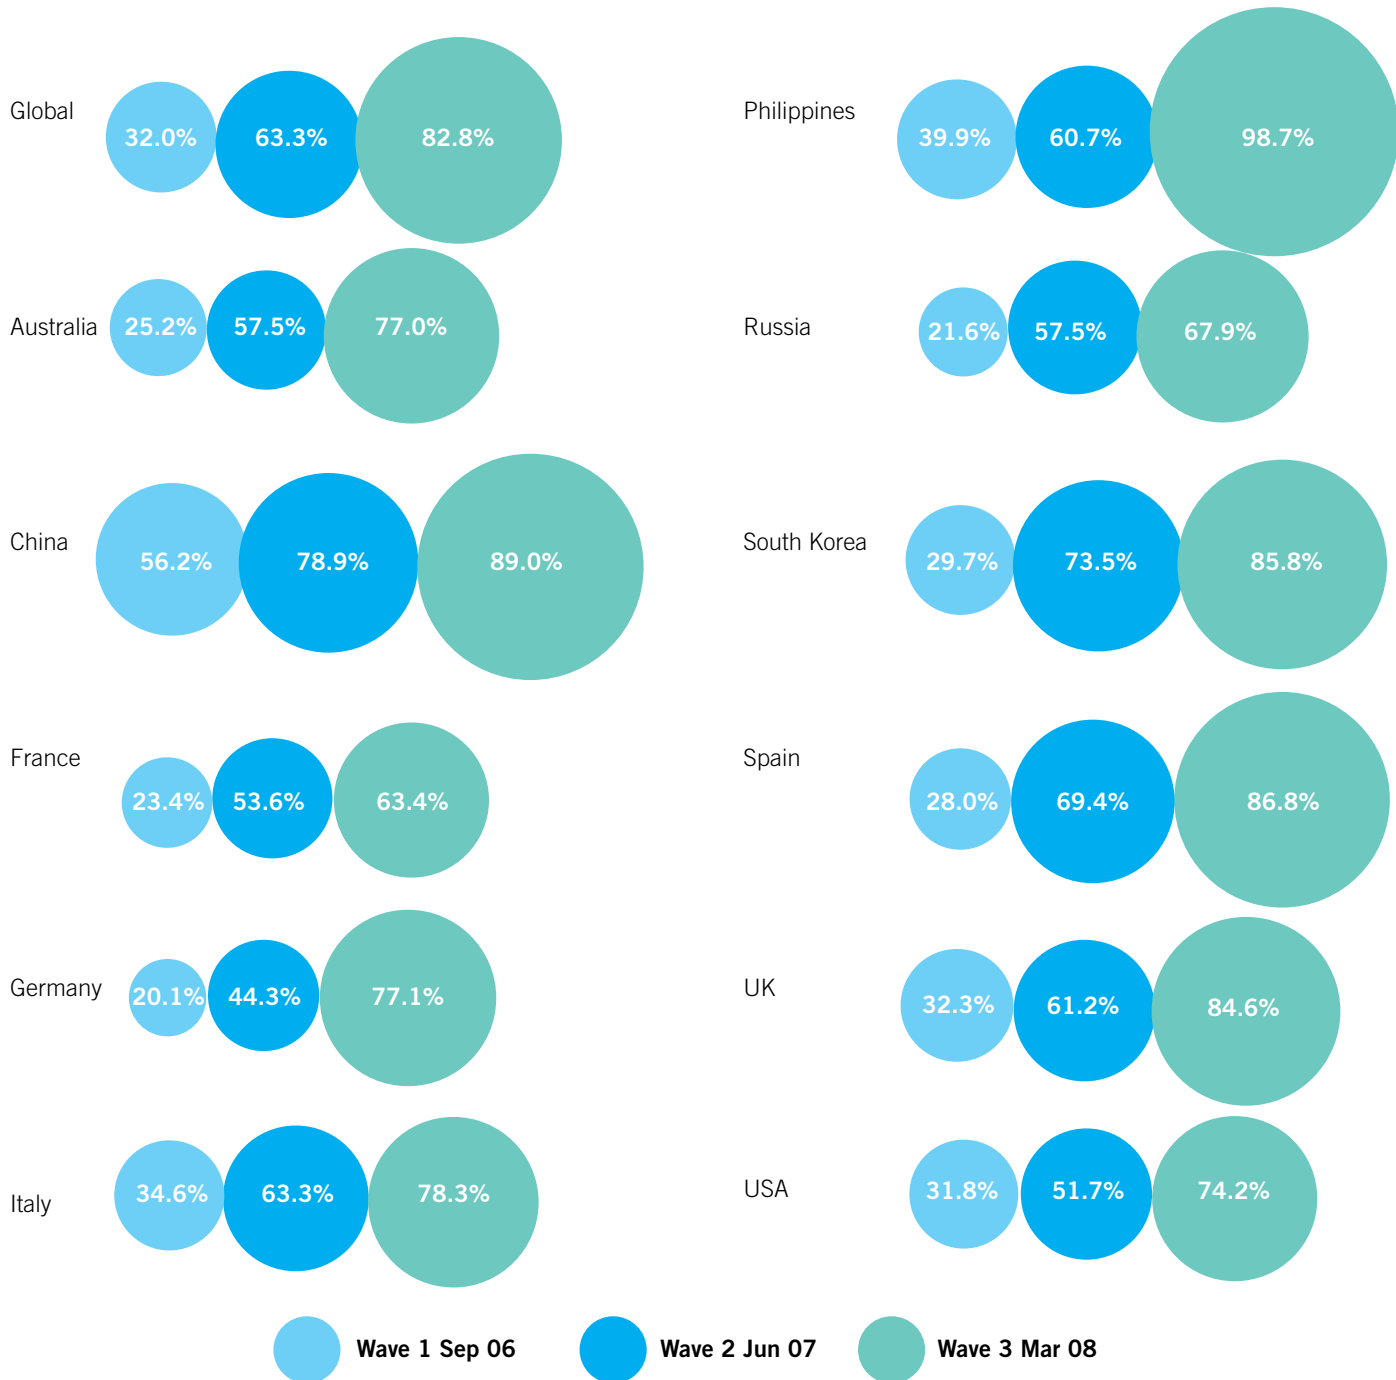 Global 32.0% 63.3% 82.8%
Australia 25.2% 57.5% 77.0%
China 56.2% 78.9% 89.0%
France 23.4% 53.6% 63.4%
Germany 20.1% 44.3% 77.1%
Italy 34.6% 63.3% 78.3%
Philippines 39.9% 60.7% 98.7%
Russia 21.6% 57.5% 67.9%
South Korea 29.7% 73.5% 85.8%
Spain 28.0% 69.4% 86.8%
UK 32.3% 61.2% 84.6%
USA 31.8% 51.7% 74.2%
Wave 1 Sep 06 Wave 2 Jun 07 Wave 3 Mar 08